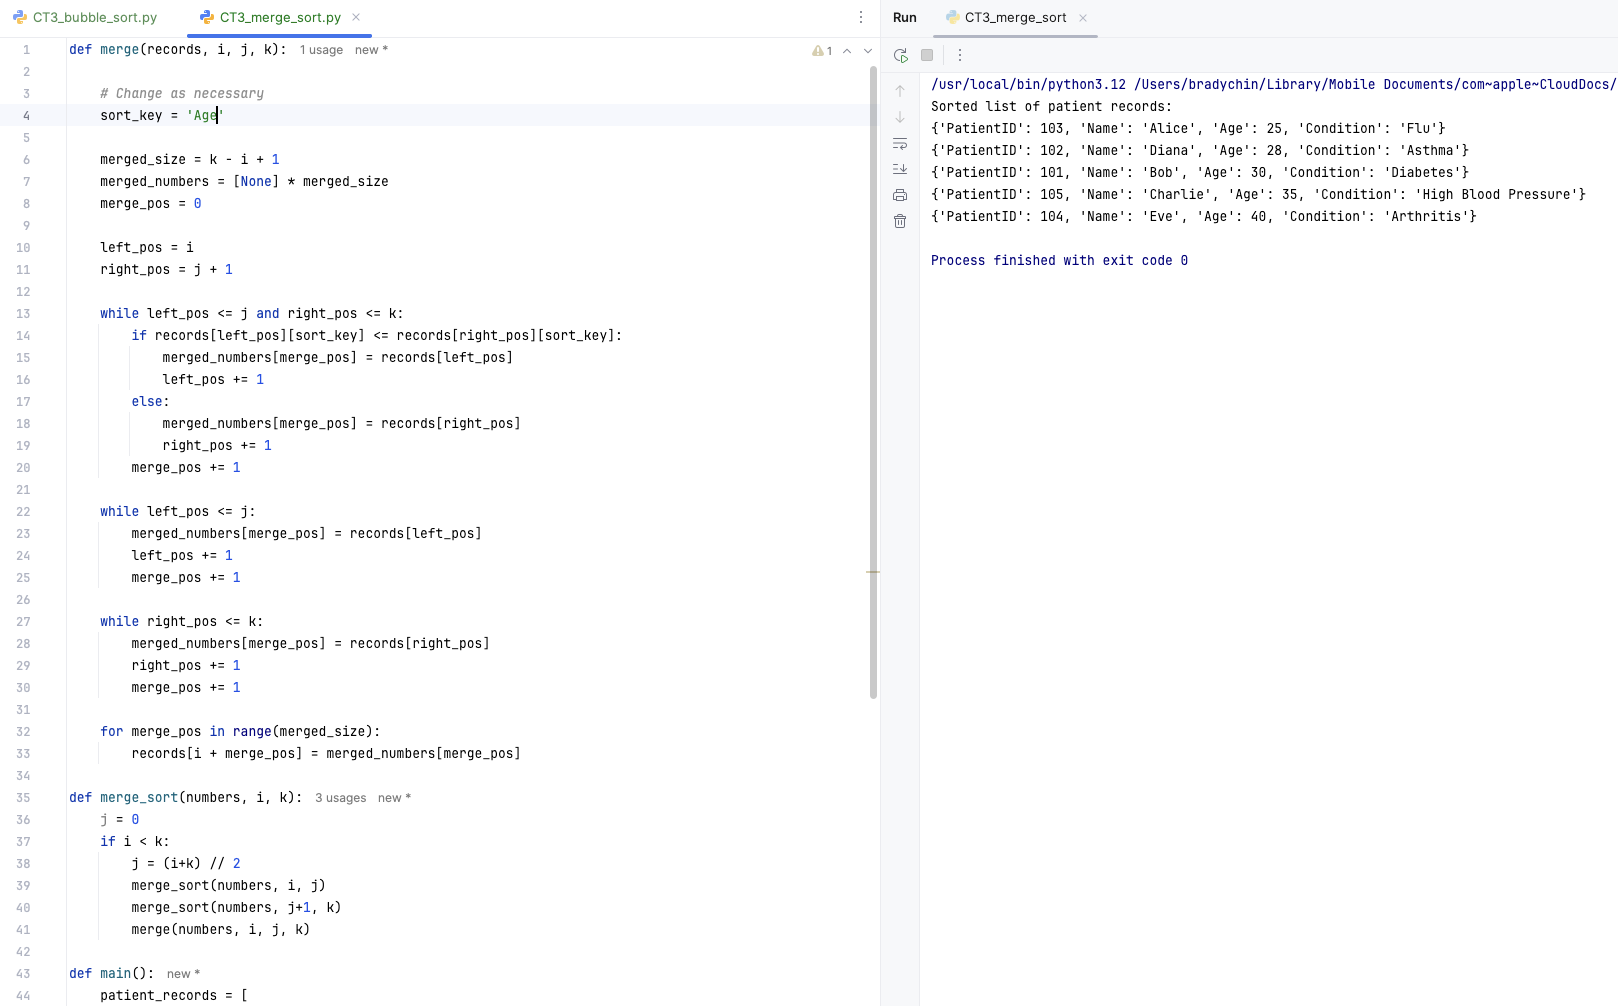 CT3_bubble_sort.py CT3_merge_sort.py
1 def merge(records, i, j, k): 1 usage new * 1
2
3     # Change as necessary
4     sort_key = 'Age'
5
6     merged_size = k - i + 1
7     merged_numbers = [None] * merged_size
8     merge_pos = 0
9
10     left_pos = i
11     right_pos = j + 1
12
13     while left_pos <= j and right_pos <= k:
14         if records[left_pos][sort_key] <= records[right_pos][sort_key]:
15             merged_numbers[merge_pos] = records[left_pos]
16             left_pos += 1
17         else:
18             merged_numbers[merge_pos] = records[right_pos]
19             right_pos += 1
20         merge_pos += 1
21
22     while left_pos <= j:
23         merged_numbers[merge_pos] = records[left_pos]
24         left_pos += 1
25         merge_pos += 1
26
27     while right_pos <= k:
28         merged_numbers[merge_pos] = records[right_pos]
29         right_pos += 1
30         merge_pos += 1
31
32     for merge_pos in range(merged_size):
33         records[i + merge_pos] = merged_numbers[merge_pos]
34
35 def merge_sort(numbers, i, k): 3 usages new *
36     j = 0
37     if i < k:
38         j = (i+k) // 2
39         merge_sort(numbers, i, j)
40         merge_sort(numbers, j+1, k)
41         merge(numbers, i, j, k)
42
43 def main(): new *
44     patient_records = [
Run CT3_merge_sort
/usr/local/bin/python3.12 /Users/bradychin/Library/Mobile Documents/com~apple~CloudDocs/
Sorted list of patient records:
{'PatientID': 103, 'Name': 'Alice', 'Age': 25, 'Condition': 'Flu'}
{'PatientID': 102, 'Name': 'Diana', 'Age': 28, 'Condition': 'Asthma'}
{'PatientID': 101, 'Name': 'Bob', 'Age': 30, 'Condition': 'Diabetes'}
{'PatientID': 105, 'Name': 'Charlie', 'Age': 35, 'Condition': 'High Blood Pressure'}
{'PatientID': 104, 'Name': 'Eve', 'Age': 40, 'Condition': 'Arthritis'}
Process finished with exit code 0